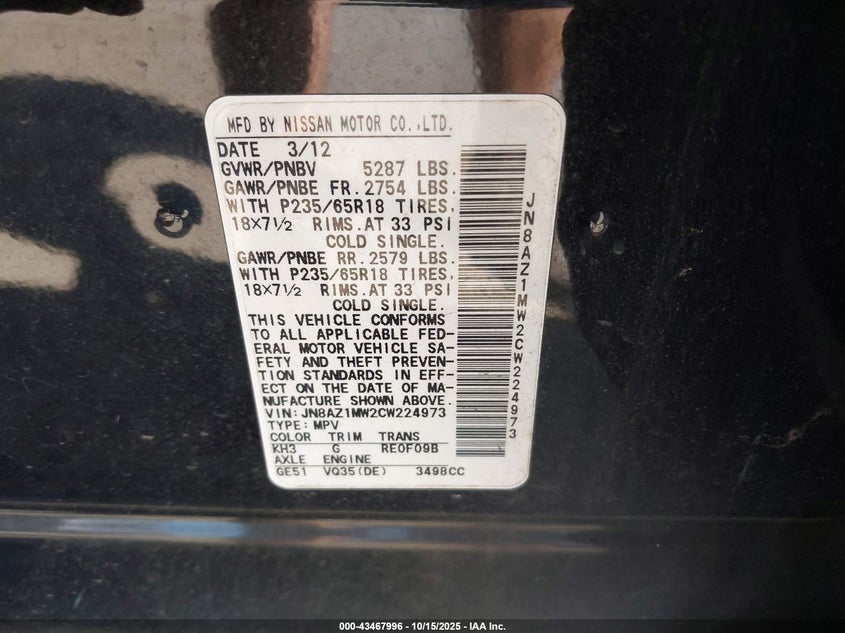 MFD BY NISSAN MOTOR CO.,LTD.
DATE 3/12
GVWR/PNBV 5287 LBS.
GAWR/PNBE FR. 2754 LBS.
WITH P235/65R18 TIRES,
18×7½ RIMS.AT 33 PSI
COLD SINGLE.
GAWR/PNBE RR. 2579 LBS.
WITH P235/65R18 TIRES,
18×7½ RIMS.AT 33 PSI
COLD SINGLE.
THIS VEHICLE CONFORMS
TO ALL APPLICABLE FED-
ERAL MOTOR VEHICLE SA-
FETY AND THEFT PREVEN-
TION STANDARDS IN EFF-
ECT ON THE DATE OF MA-
NUFACTURE SHOWN ABOVE.
VIN:JN8AZ1MW2CW224973
TYPE:MPV
COLOR TRIM TRANS
KH3 G RE0F09B
AXLE ENGINE
GE51 VQ35(DE) 3498CC
JN8AZ1MW2CW224973
000-43467996 - 10/15/2025 - IAA Inc.